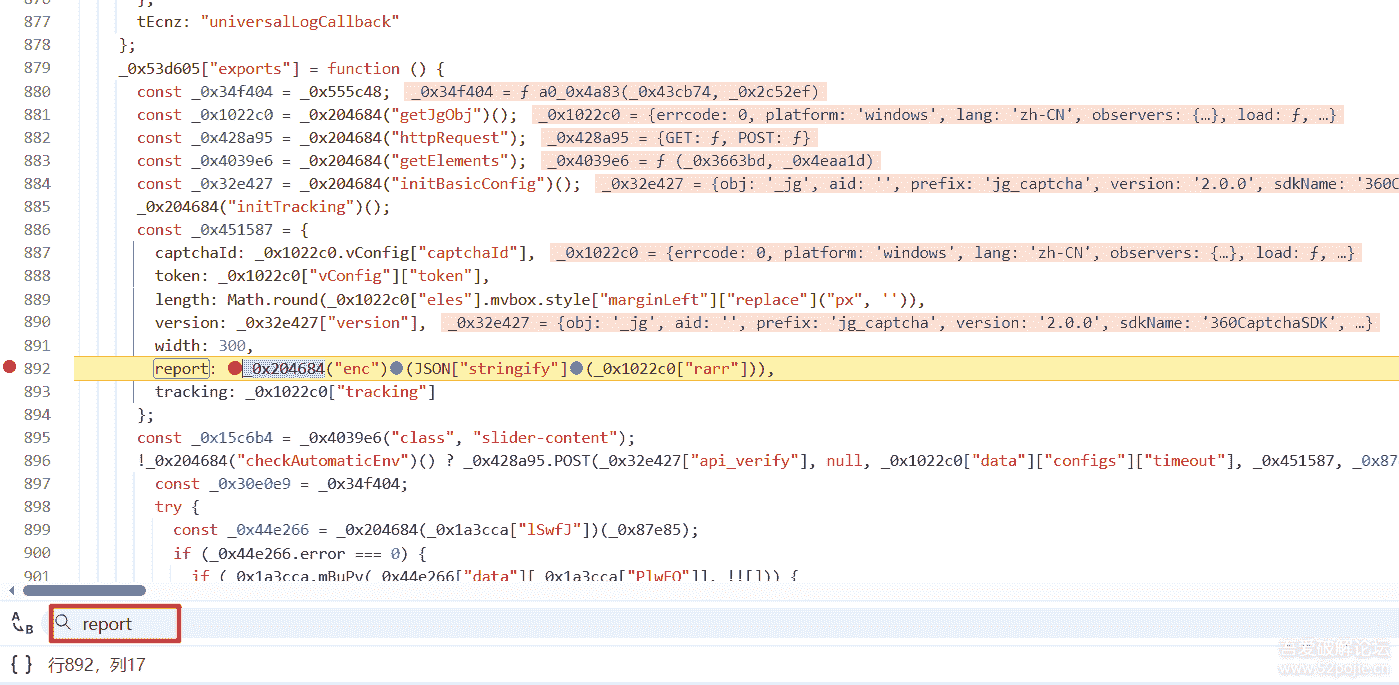 876 };
877 tEcnz: "universalLogCallback"
878 };
879 _0x53d605["exports"] = function () {
880 const _0x34f404 = _0x555c48; _0x34f404 = ƒ a0_0x4a83(_0x43cb74, _0x2c52ef)
881 const _0x1022c0 = _0x204684("getJgObj")(); _0x1022c0 = {errcode: 0, platform: 'windows', lang: 'zh-CN', observers: {…}, load: ƒ, …}
882 const _0x428a95 = _0x204684("httpRequest"); _0x428a95 = {GET: ƒ, POST: ƒ}
883 const _0x4039e6 = _0x204684("getElements"); _0x4039e6 = ƒ (_0x3663bd, _0x4eaa1d)
884 const _0x32e427 = _0x204684("initBasicConfig")(); _0x32e427 = {obj: '_jg', aid: '', prefix: 'jg_captcha', version: '2.0.0', sdkName: '360C
885 _0x204684("initTracking")();
886 const _0x451587 = {
887 captchaId: _0x1022c0.vConfig["captchaId"], _0x1022c0 = {errcode: 0, platform: 'windows', lang: 'zh-CN', observers: {…}, load: ƒ, …}
888 token: _0x1022c0["vConfig"]["token"],
889 length: Math.round(_0x1022c0["eles"].mvbox.style["marginLeft"]["replace"]("px", '')),
890 version: _0x32e427["version"], _0x32e427 = {obj: '_jg', aid: '', prefix: 'jg_captcha', version: '2.0.0', sdkName: '360CaptchaSDK', …}
891 width: 300,
892 report: _0x204684("enc")(JSON["stringify"](_0x1022c0["rarr"])),
893 tracking: _0x1022c0["tracking"]
894 };
895 const _0x15c6b4 = _0x4039e6("class", "slider-content");
896 !_0x204684("checkAutomaticEnv")() ? _0x428a95.POST(_0x32e427["api_verify"], null, _0x1022c0["data"]["configs"]["timeout"], _0x451587, _0x87
897 const _0x30e0e9 = _0x34f404;
898 try {
899 const _0x44e266 = _0x204684(_0x1a3cca["lSwfJ"])(_0x87e85);
900 if (_0x44e266.error === 0) {
901 if (_0x1a3cca.mBuPv(_0x44e266["data"][_0x1a3cca["PlwFO"]], !![])) {
report
{ } 行892，列17
吾爱破解论坛
www.52pojie.cn